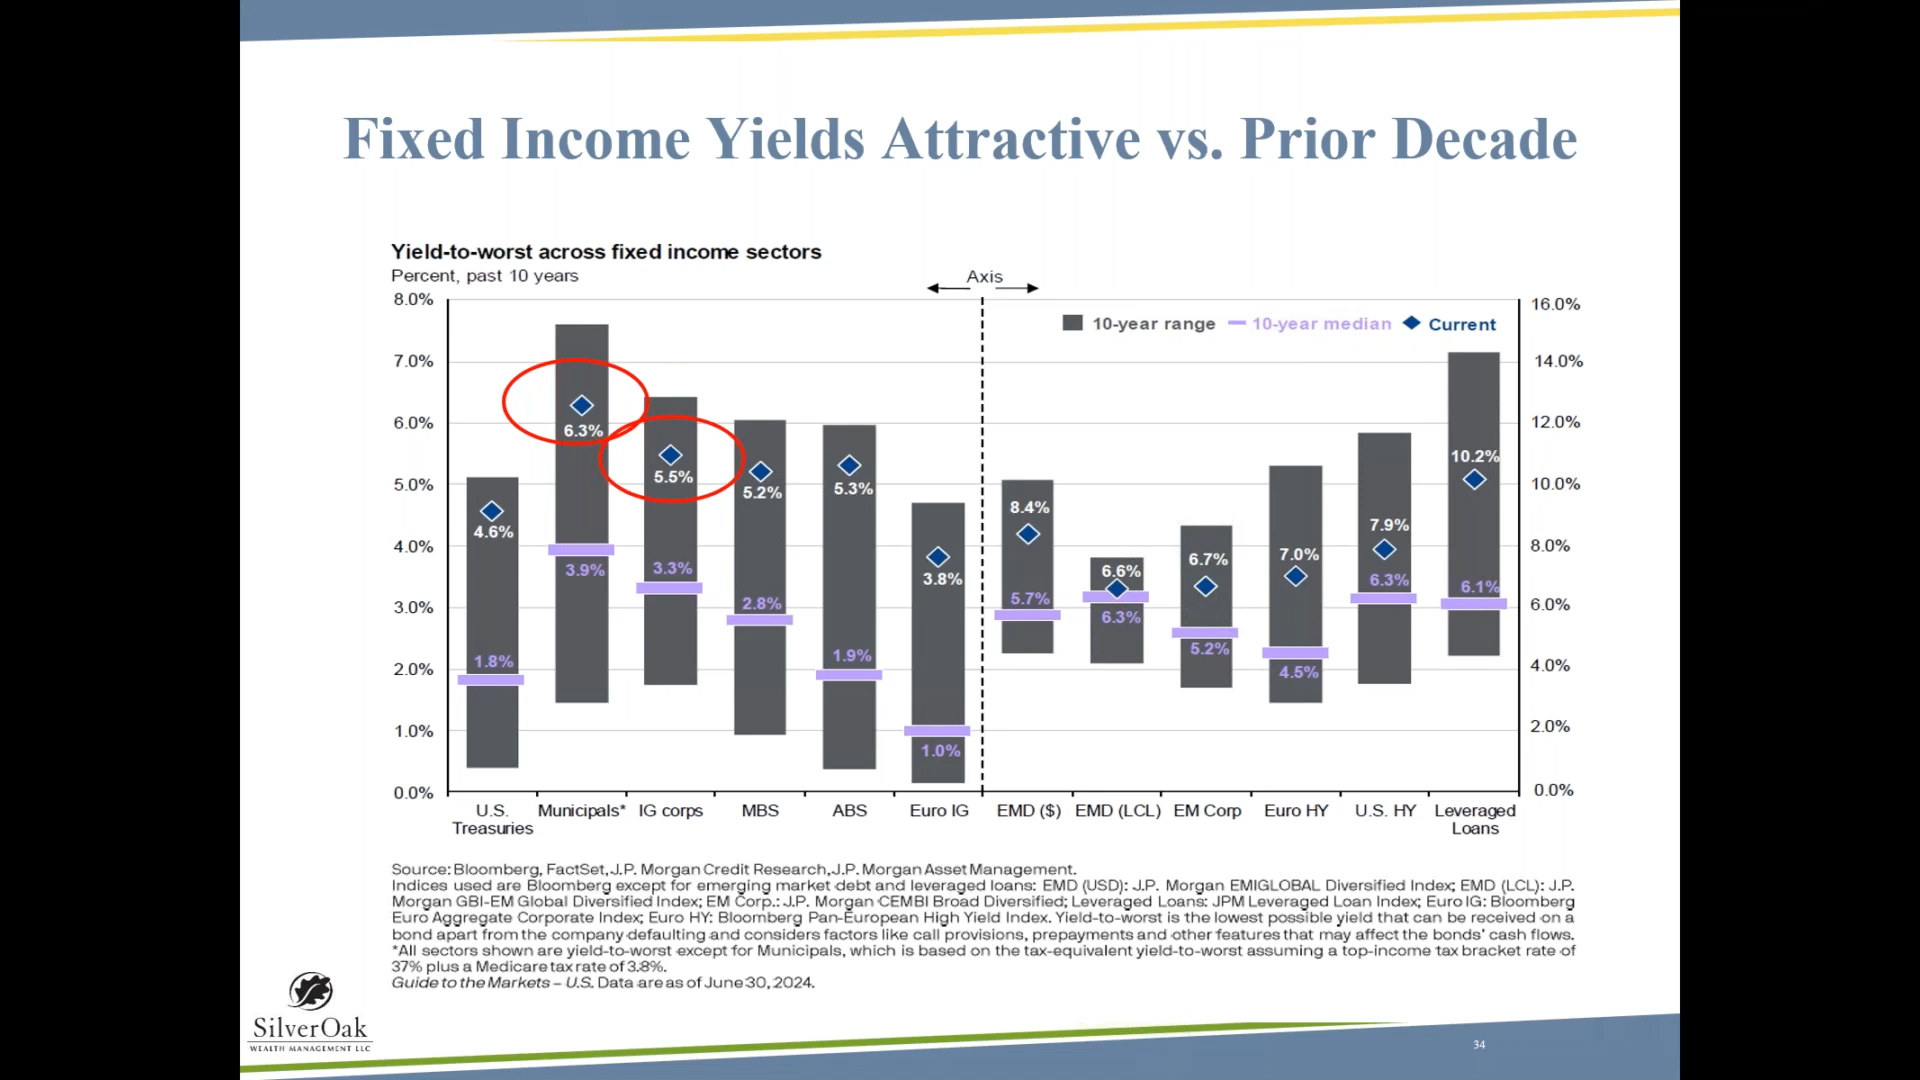 Fixed Income Yields Attractive vs. Prior Decade
Yield-to-worst across fixed income sectors
Percent, past 10 years
Axis
8.0%
7.0%
6.0%
5.0%
4.0%
3.0%
2.0%
1.0%
0.0%
16.0%
14.0%
12.0%
10.0%
8.0%
6.0%
4.0%
2.0%
0.0%
10-year range
10-year median
Current
4.6%
1.8%
6.3%
3.9%
5.5%
3.3%
5.2%
2.8%
5.3%
1.9%
3.8%
1.0%
8.4%
5.7%
6.6%
6.3%
6.7%
5.2%
7.0%
4.5%
7.9%
6.3%
10.2%
6.1%
U.S.
Treasuries
Municipals*
IG corps
MBS
ABS
Euro IG
EMD ($)
EMD (LCL)
EM Corp
Euro HY
U.S. HY
Leveraged
Loans
Source: Bloomberg, FactSet, J.P. Morgan Credit Research, J.P. Morgan Asset Management.
Indices used are Bloomberg except for emerging market debt and leveraged loans: EMD (USD): J.P. Morgan EMIGLOBAL Diversified Index; EMD (LCL): J.P.
Morgan GBI-EM Global Diversified Index; EM Corp.: J.P. Morgan CEMBI Broad Diversified; Leveraged Loans: JPM Leveraged Loan Index; Euro IG: Bloomberg
Euro Aggregate Corporate Index; Euro HY: Bloomberg Pan-European High Yield Index. Yield-to-worst is the lowest possible yield that can be received on a
bond apart from the company defaulting and considers factors like call provisions, prepayments and other features that may affect the bonds' cash flows.
*All sectors shown are yield-to-worst except for Municipals, which is based on the tax-equivalent yield-to-worst assuming a top-income tax bracket rate of
37% plus a Medicare tax rate of 3.8%.
Guide to the Markets – U.S. Data are as of June 30, 2024.
SilverOak
WEALTH MANAGEMENT LLC
34